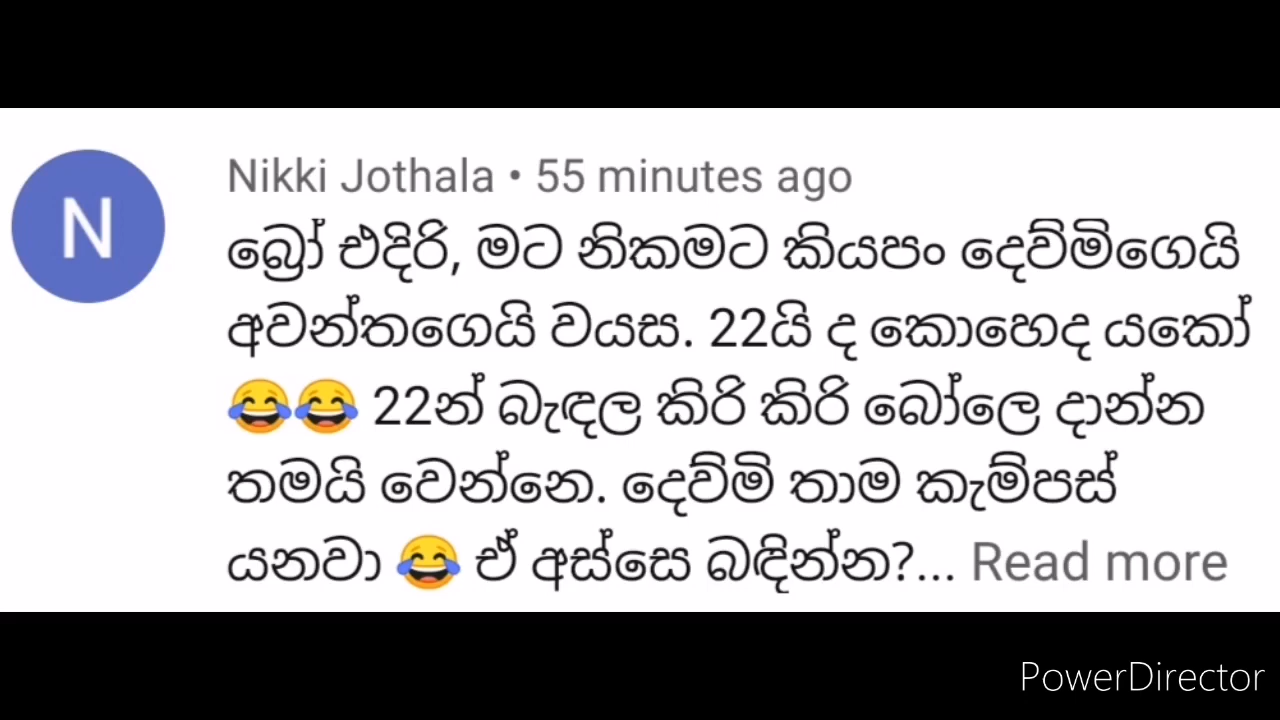 N
Nikki Jothala • 55 minutes ago
බ්‍රෝ එදිරි, මට නිකමට කියපං දෙව්මිගෙයි
අවන්තගෙයි වයස. 22යි ද කොහෙද යකෝ
😂😂 22න් බැඳල කිරි කිරි බෝලෙ දාන්න
තමයි වෙන්නෙ. දෙව්මි තාම කැම්පස්
යනවා 😂 ඒ අස්සෙ බඳින්න?... Read more
PowerDirector